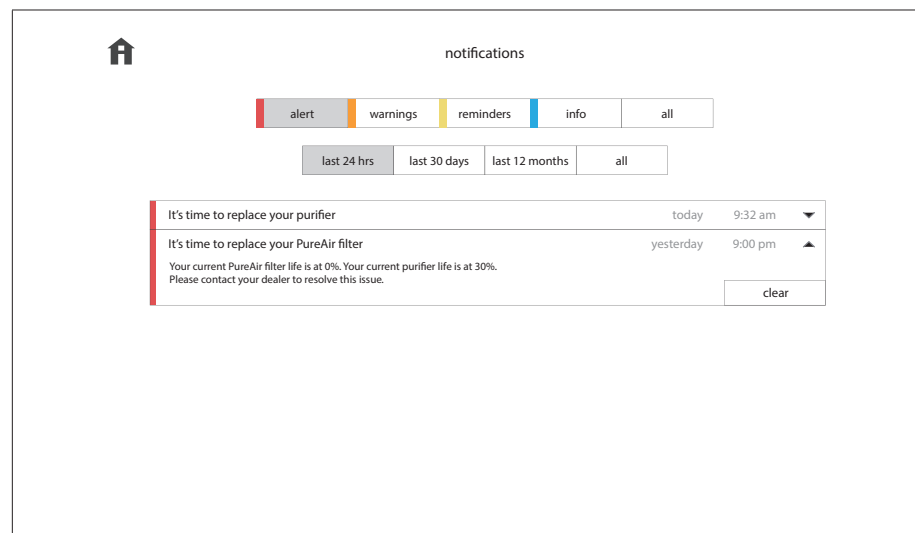 notifications
alert warnings reminders info all
last 24 hrs last 30 days last 12 months all
It's time to replace your purifier today 9:32 am
It's time to replace your PureAir filter yesterday 9:00 pm
Your current PureAir filter life is at 0%. Your current purifier life is at 30%.
Please contact your dealer to resolve this issue.
clear